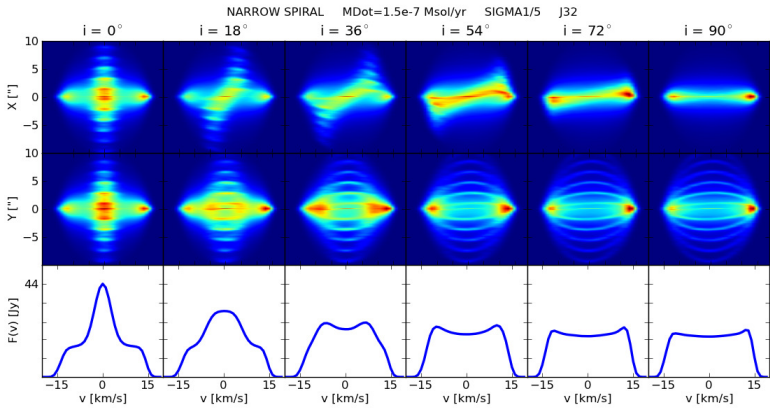 NARROW SPIRAL MDot=1.5e-7 Msol/yr SIGMA1/5 J32
i = 0° i = 18° i = 36° i = 54° i = 72° i = 90°
10
5
X ["]
0
−5
10
5
Y ["]
0
−5
44
F(v) [Jy]
−15 0 15 −15 0 15 −15 0 15 −15 0 15 −15 0 15 −15 0 15
v [km/s] v [km/s] v [km/s] v [km/s] v [km/s] v [km/s]